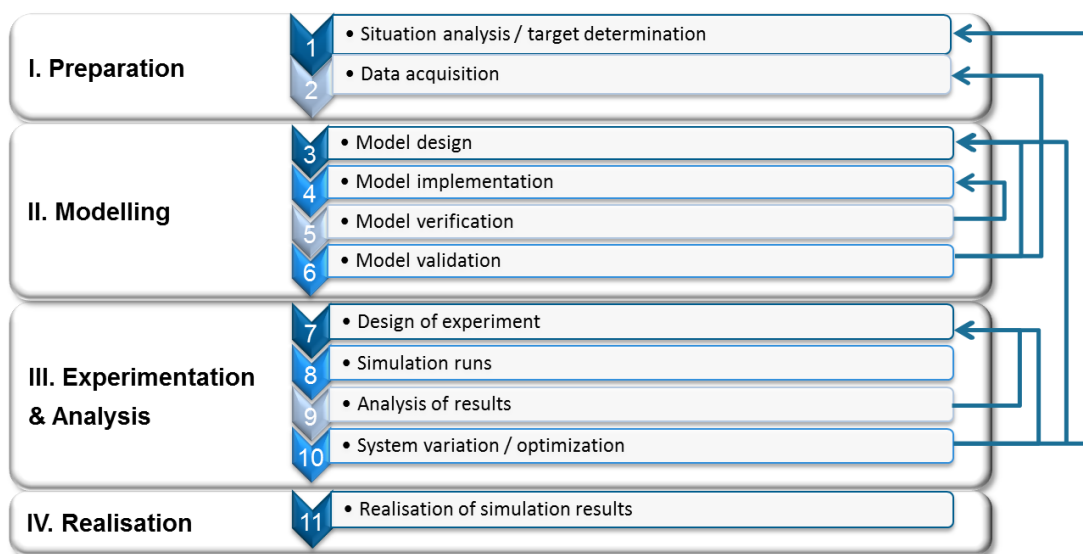 I. Preparation
1
• Situation analysis / target determination
2
• Data acquisition
II. Modelling
3
• Model design
4
• Model implementation
5
• Model verification
6
• Model validation
III. Experimentation
& Analysis
7
• Design of experiment
8
• Simulation runs
9
• Analysis of results
10
• System variation / optimization
IV. Realisation
11
• Realisation of simulation results